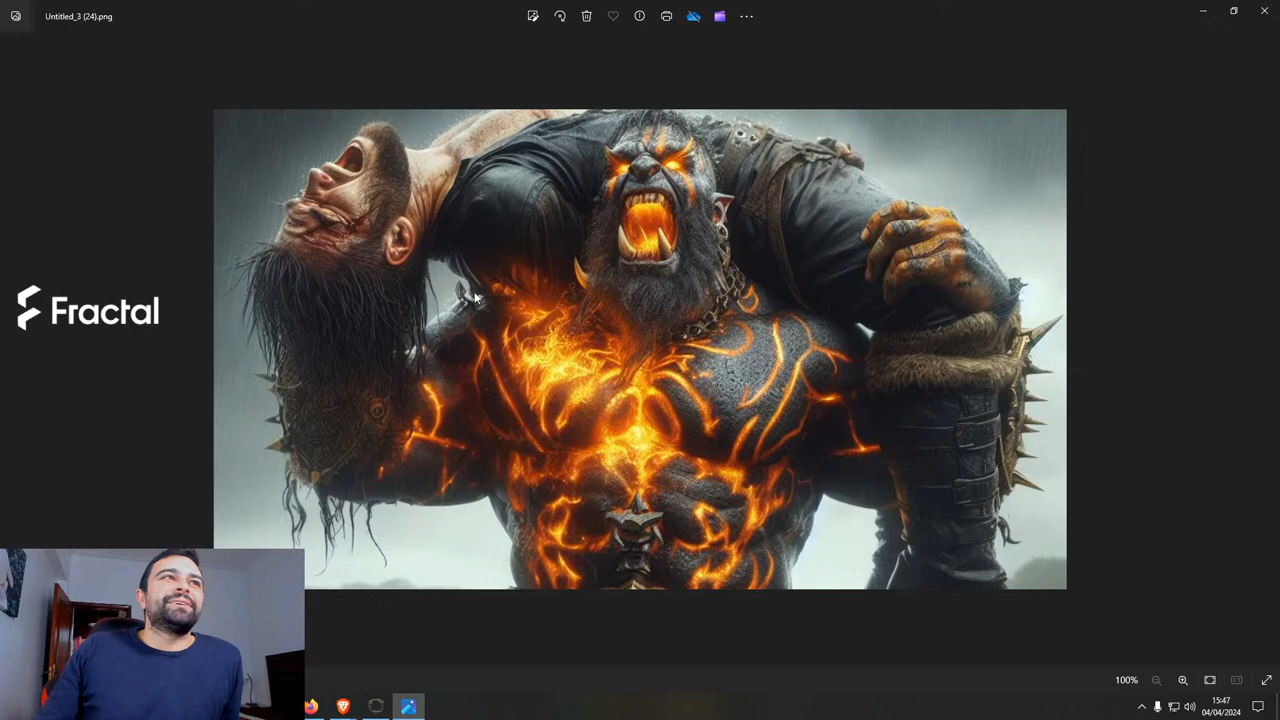 Untitled_3 (24).png
Fractal
100%
15:47
04/04/2024